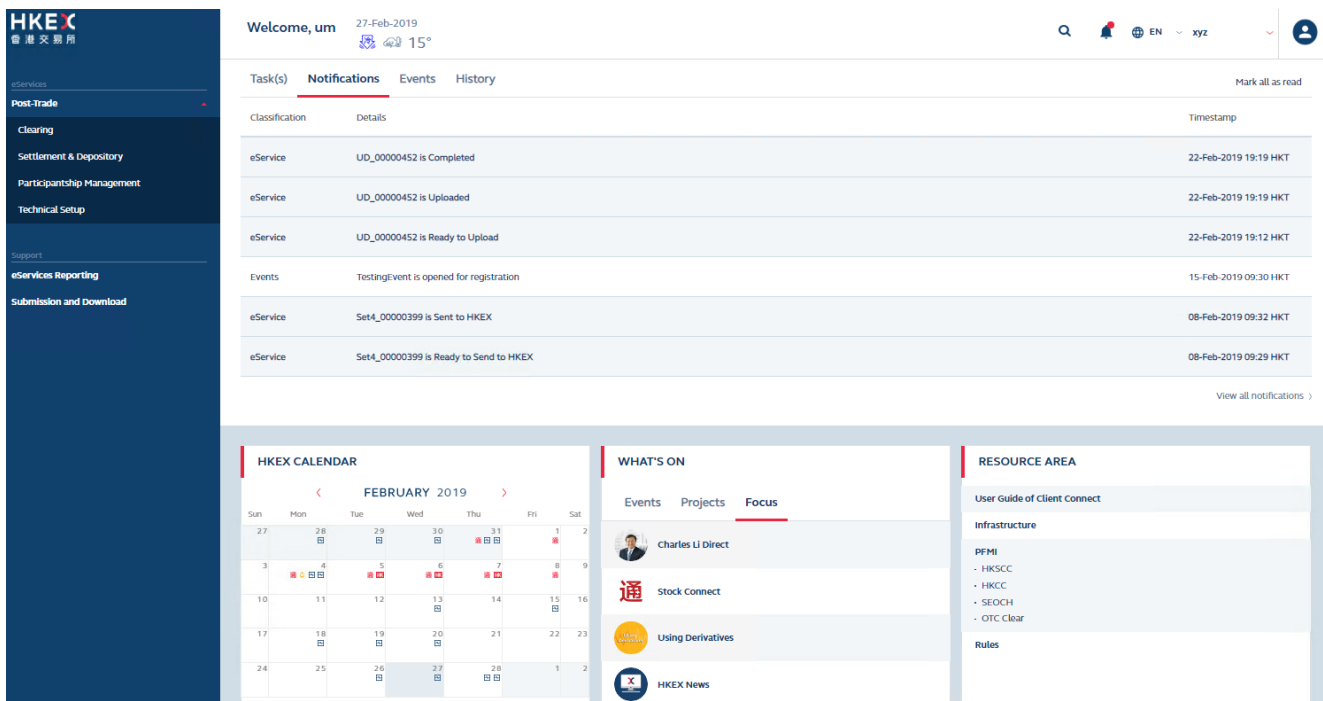 HKEX
香港交易所
eServices
Post-Trade
Clearing
Settlement & Depository
Participantship Management
Technical Setup
Support
eServices Reporting
Submission and Download
Welcome, um
27-Feb-2019
15°
EN
xyz
Task(s) Notifications Events History
Mark all as read
Classification Details Timestamp
eService UD_00000452 is Completed 22-Feb-2019 19:19 HKT
eService UD_00000452 is Uploaded 22-Feb-2019 19:19 HKT
eService UD_00000452 is Ready to Upload 22-Feb-2019 19:12 HKT
Events TestingEvent is opened for registration 15-Feb-2019 09:30 HKT
eService Set4_00000399 is Sent to HKEX 08-Feb-2019 09:32 HKT
eService Set4_00000399 is Ready to Send to HKEX 08-Feb-2019 09:29 HKT
View all notifications
HKEX CALENDAR
FEBRUARY 2019
Sun Mon Tue Wed Thu Fri Sat
27 28 29 30 31 1 2
3 4 5 6 7 8 9
10 11 12 13 14 15 16
17 18 19 20 21 22 23
24 25 26 27 28 1 2
WHAT'S ON
Events Projects Focus
Charles Li Direct
通
Stock Connect
Using Derivatives
HKEX News
RESOURCE AREA
User Guide of Client Connect
Infrastructure
PFMI
- HKSCC
- HKCC
- SEOCH
- OTC Clear
Rules